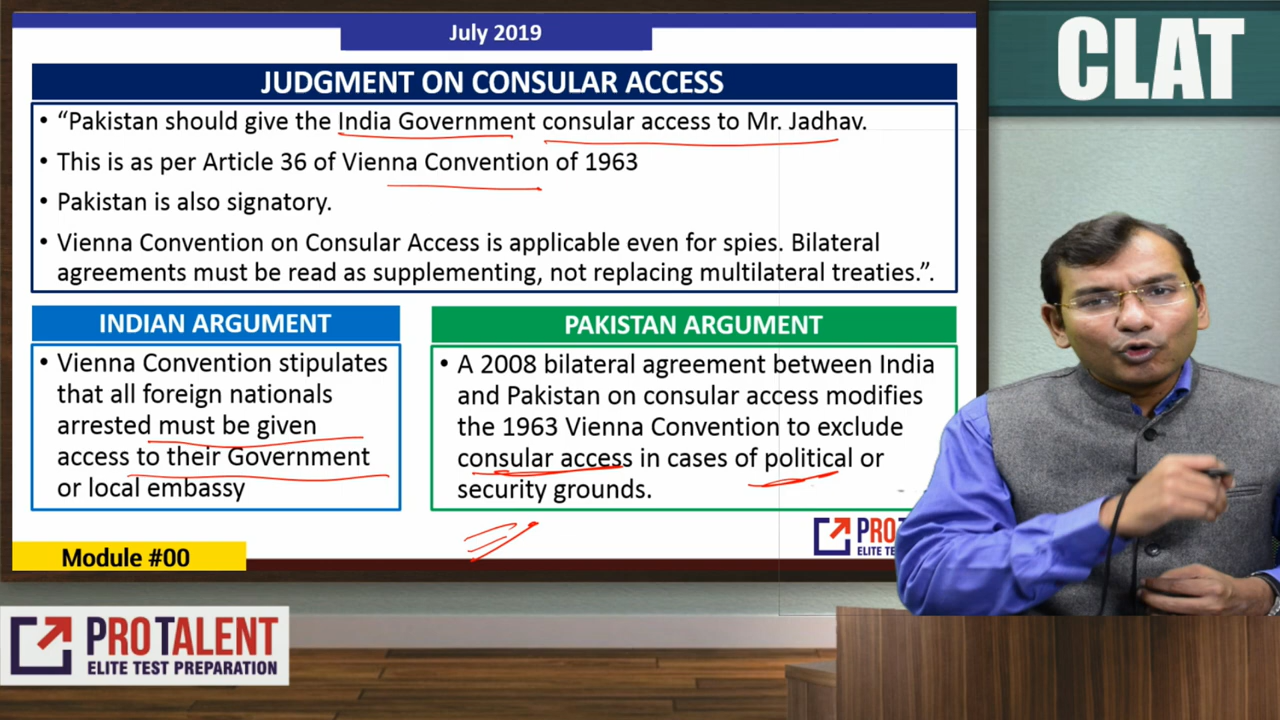 July 2019
CLAT
JUDGMENT ON CONSULAR ACCESS
• “Pakistan should give the India Government consular access to Mr. Jadhav.
• This is as per Article 36 of Vienna Convention of 1963
• Pakistan is also signatory.
• Vienna Convention on Consular Access is applicable even for spies. Bilateral
agreements must be read as supplementing, not replacing multilateral treaties.”.
INDIAN ARGUMENT
• Vienna Convention stipulates
that all foreign nationals
arrested must be given
access to their Government
or local embassy
PAKISTAN ARGUMENT
• A 2008 bilateral agreement between India
and Pakistan on consular access modifies
the 1963 Vienna Convention to exclude
consular access in cases of political or
security grounds.
PRO
ELITE TE
Module #00
PROTALENT
ELITE TEST PREPARATION